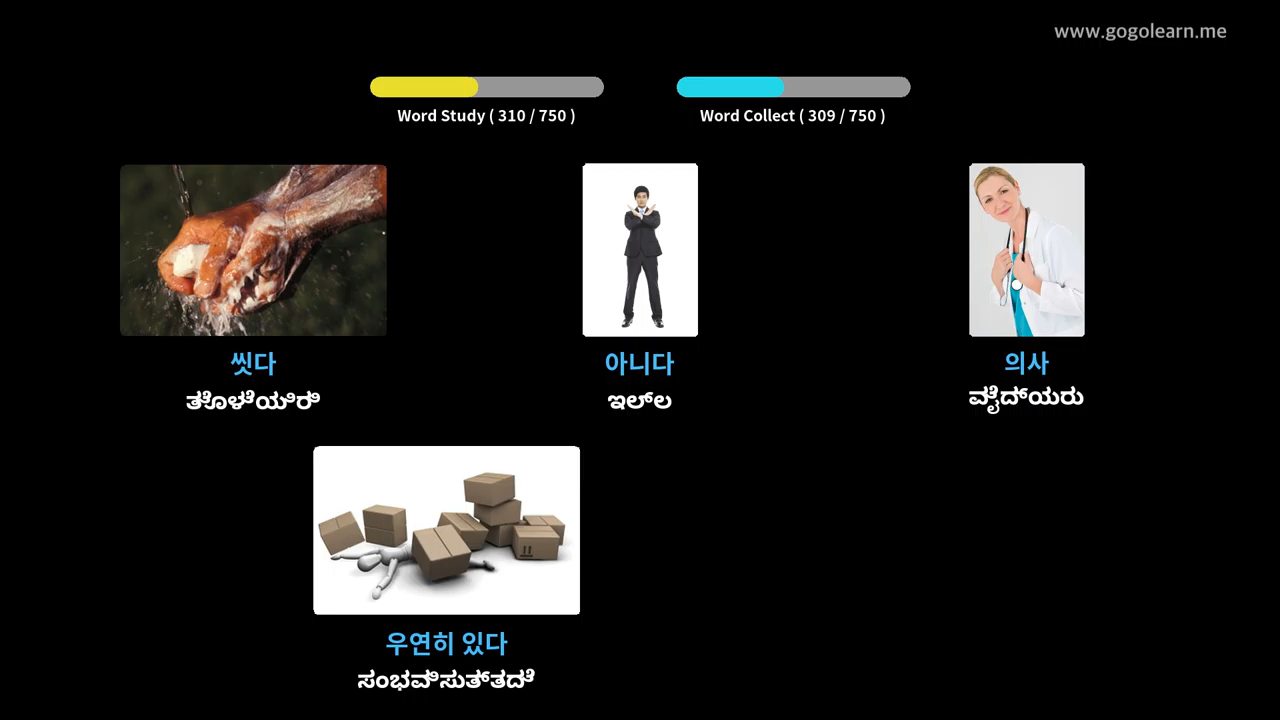 www.gogolearn.me
Word Study ( 310 / 750 )
Word Collect ( 309 / 750 )
씻다
아니다
의사
ತೊಳೆಯಿರಿ
ಇಲ್ಲ
ವೈದ್ಯರು
우연히 있다
ಸಂಭವಿಸುತ್ತದೆ